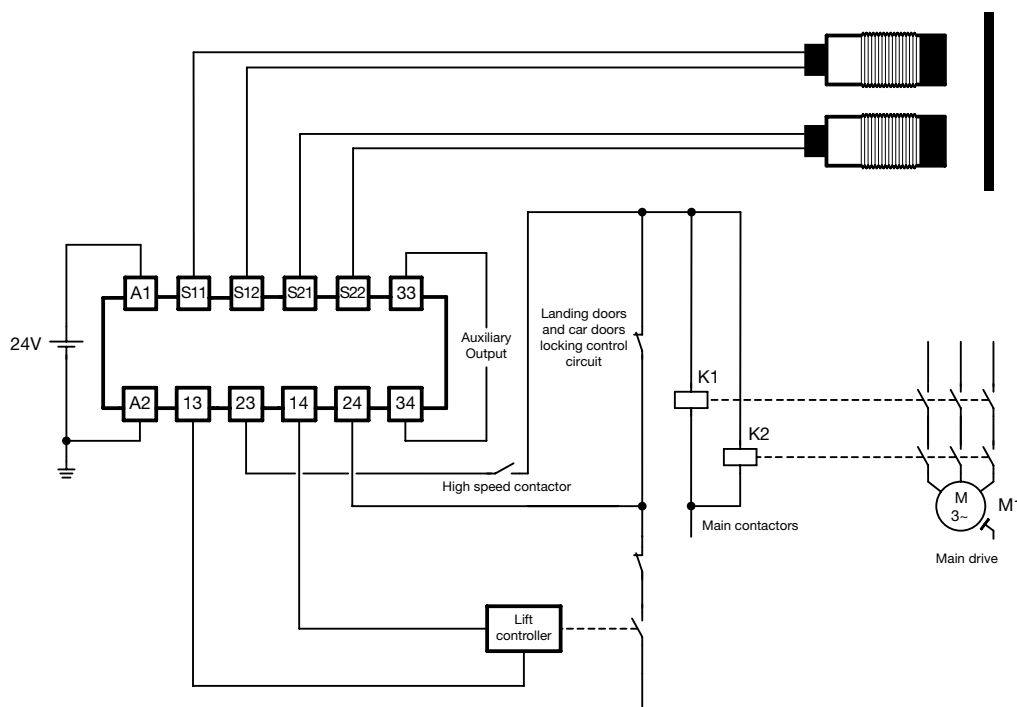 A1
S11
S12
S21
S22
33
24V
Auxiliary
Output
Landing doors
and car doors
locking control
circuit
K1
K2
A2
13
23
14
24
34
High speed contactor
Main contactors
M
3~
M1
Main drive
Lift
controller